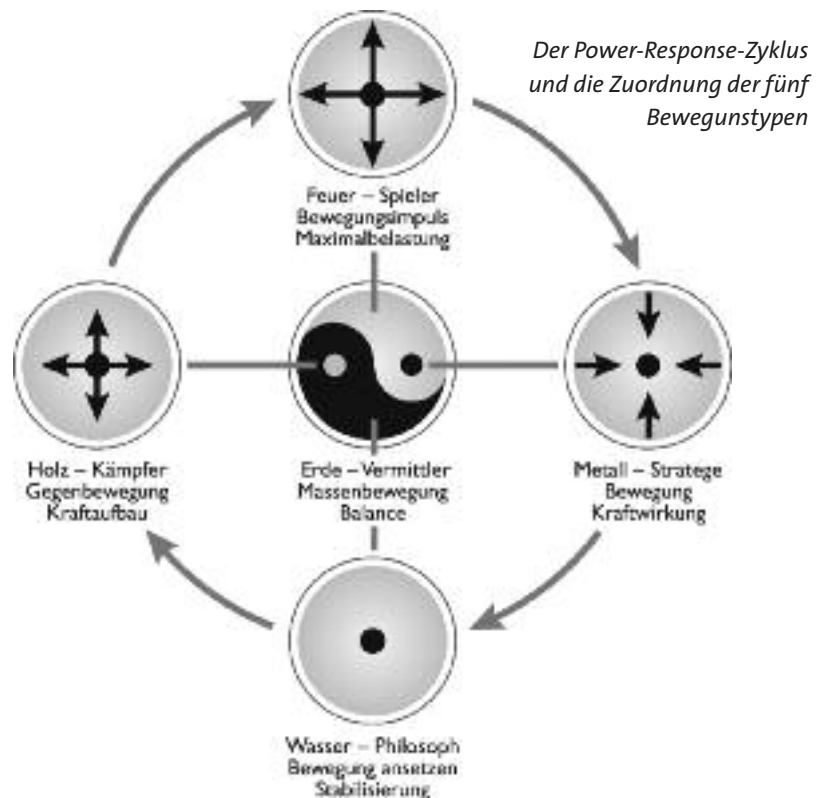 Der Power-Response-Zyklus
und die Zuordnung der fünf
Bewegunstypen
Feuer – Spieler
Bewegungsimpuls
Maximalbelastung
Holz – Kämpfer
Gegenbewegung
Kraftaufbau
Erde – Vermittler
Massenbewegung
Balance
Metall – Stratege
Bewegung
Kraftwirkung
Wasser – Philosoph
Bewegung ansetzen
Stabilisierung